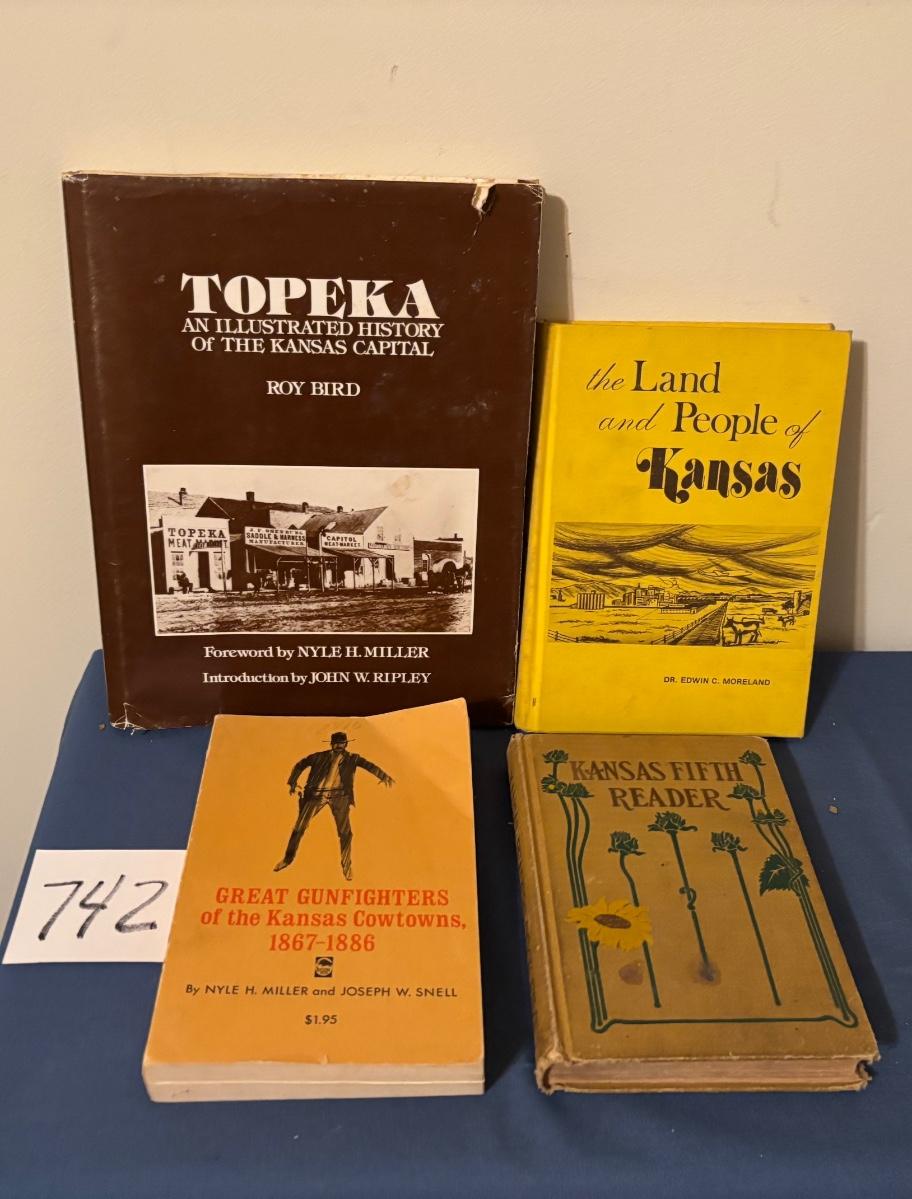 TOPEKA
AN ILLUSTRATED HISTORY
OF THE KANSAS CAPITAL
ROY BIRD
TOPEKA
MEAT MARKET
SADDLE & HARNESS
MANUFACTURER
CAPITOL
MEAT-MARKET
Foreword by NYLE H. MILLER
Introduction by JOHN W. RIPLEY
the Land
and People of
Kansas
DR. EDWIN C. MORELAND
742
GREAT GUNFIGHTERS
of the Kansas Cowtowns,
1867-1886
By NYLE H. MILLER and JOSEPH W. SNELL
$1.95
KANSAS FIFTH
READER